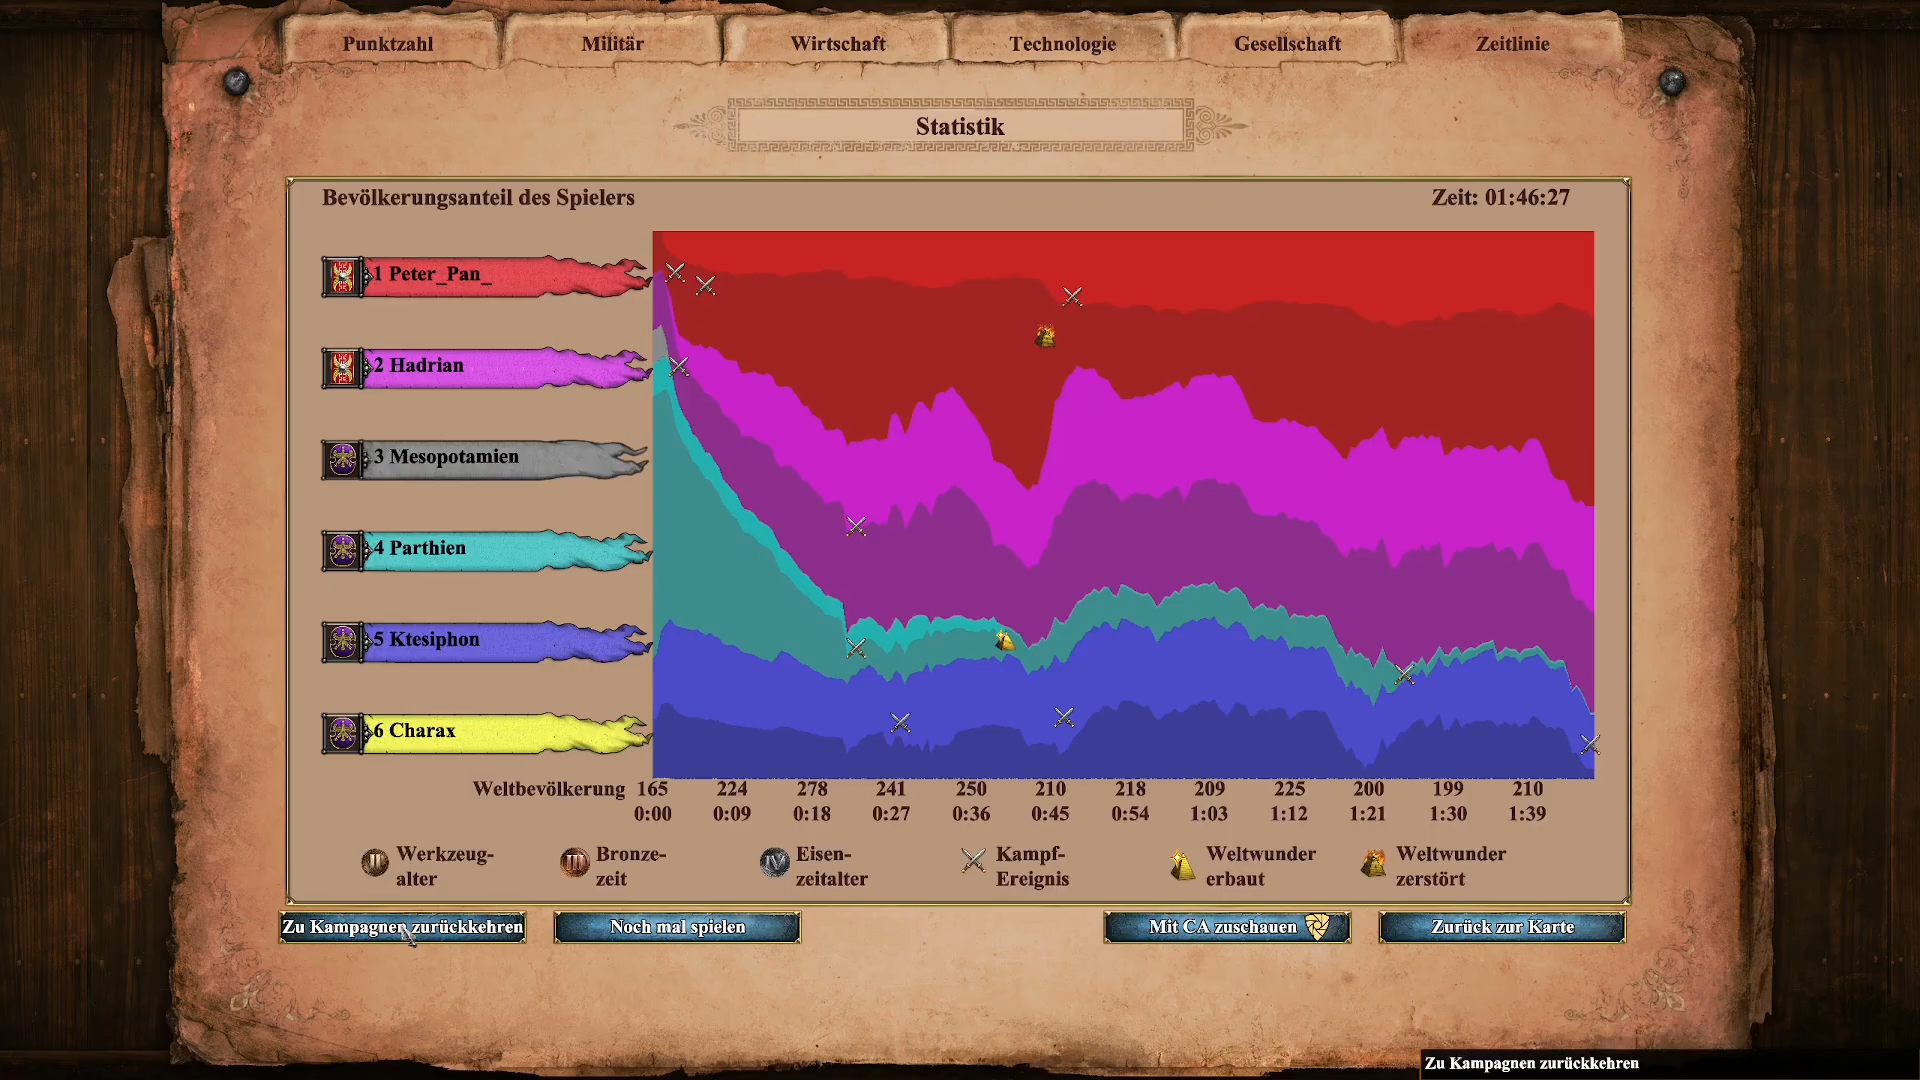 Punktzahl
Militär
Wirtschaft
Technologie
Gesellschaft
Zeitlinie
Statistik
Bevölkerungsanteil des Spielers
Zeit: 01:46:27
1 Peter_Pan_
2 Hadrian
3 Mesopotamien
4 Parthien
5 Ktesiphon
6 Charax
Weltbevölkerung 165 224 278 241 250 210 218 209 225 200 199 210
0:00 0:09 0:18 0:27 0:36 0:45 0:54 1:03 1:12 1:21 1:30 1:39
II Werkzeug-
alter
III Bronze-
zeit
IV Eisen-
zeitalter
Kampf-
Ereignis
Weltwunder
erbaut
Weltwunder
zerstört
Zu Kampagnen zurückkehren
Noch mal spielen
Mit CA zuschauen
Zurück zur Karte
Zu Kampagnen zurückkehren